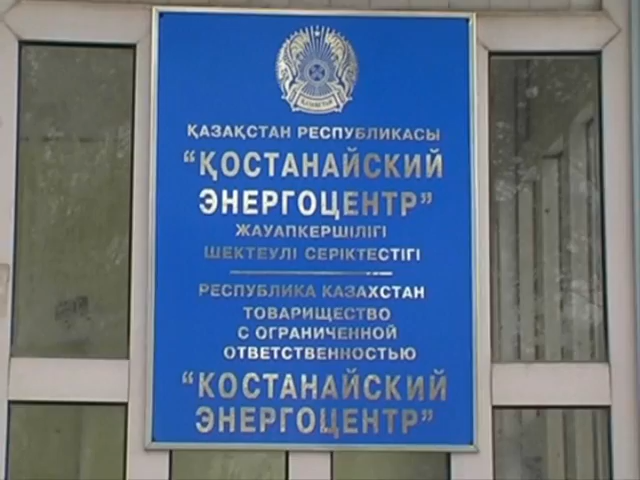 ҚАЗАҚСТАН РЕСПУБЛИКАСЫ
"ҚОСТАНАЙСКИЙ
ЭНЕРГОЦЕНТР"
ЖАУАПКЕРШІЛІГІ
ШЕКТЕУЛІ СЕРІКТЕСТІГІ
РЕСПУБЛИКА КАЗАХСТАН
ТОВАРИЩЕСТВО
С ОГРАНИЧЕННОЙ
ОТВЕТСТВЕННОСТЬЮ
"КОСТАНАЙСКИЙ
ЭНЕРГОЦЕНТР"